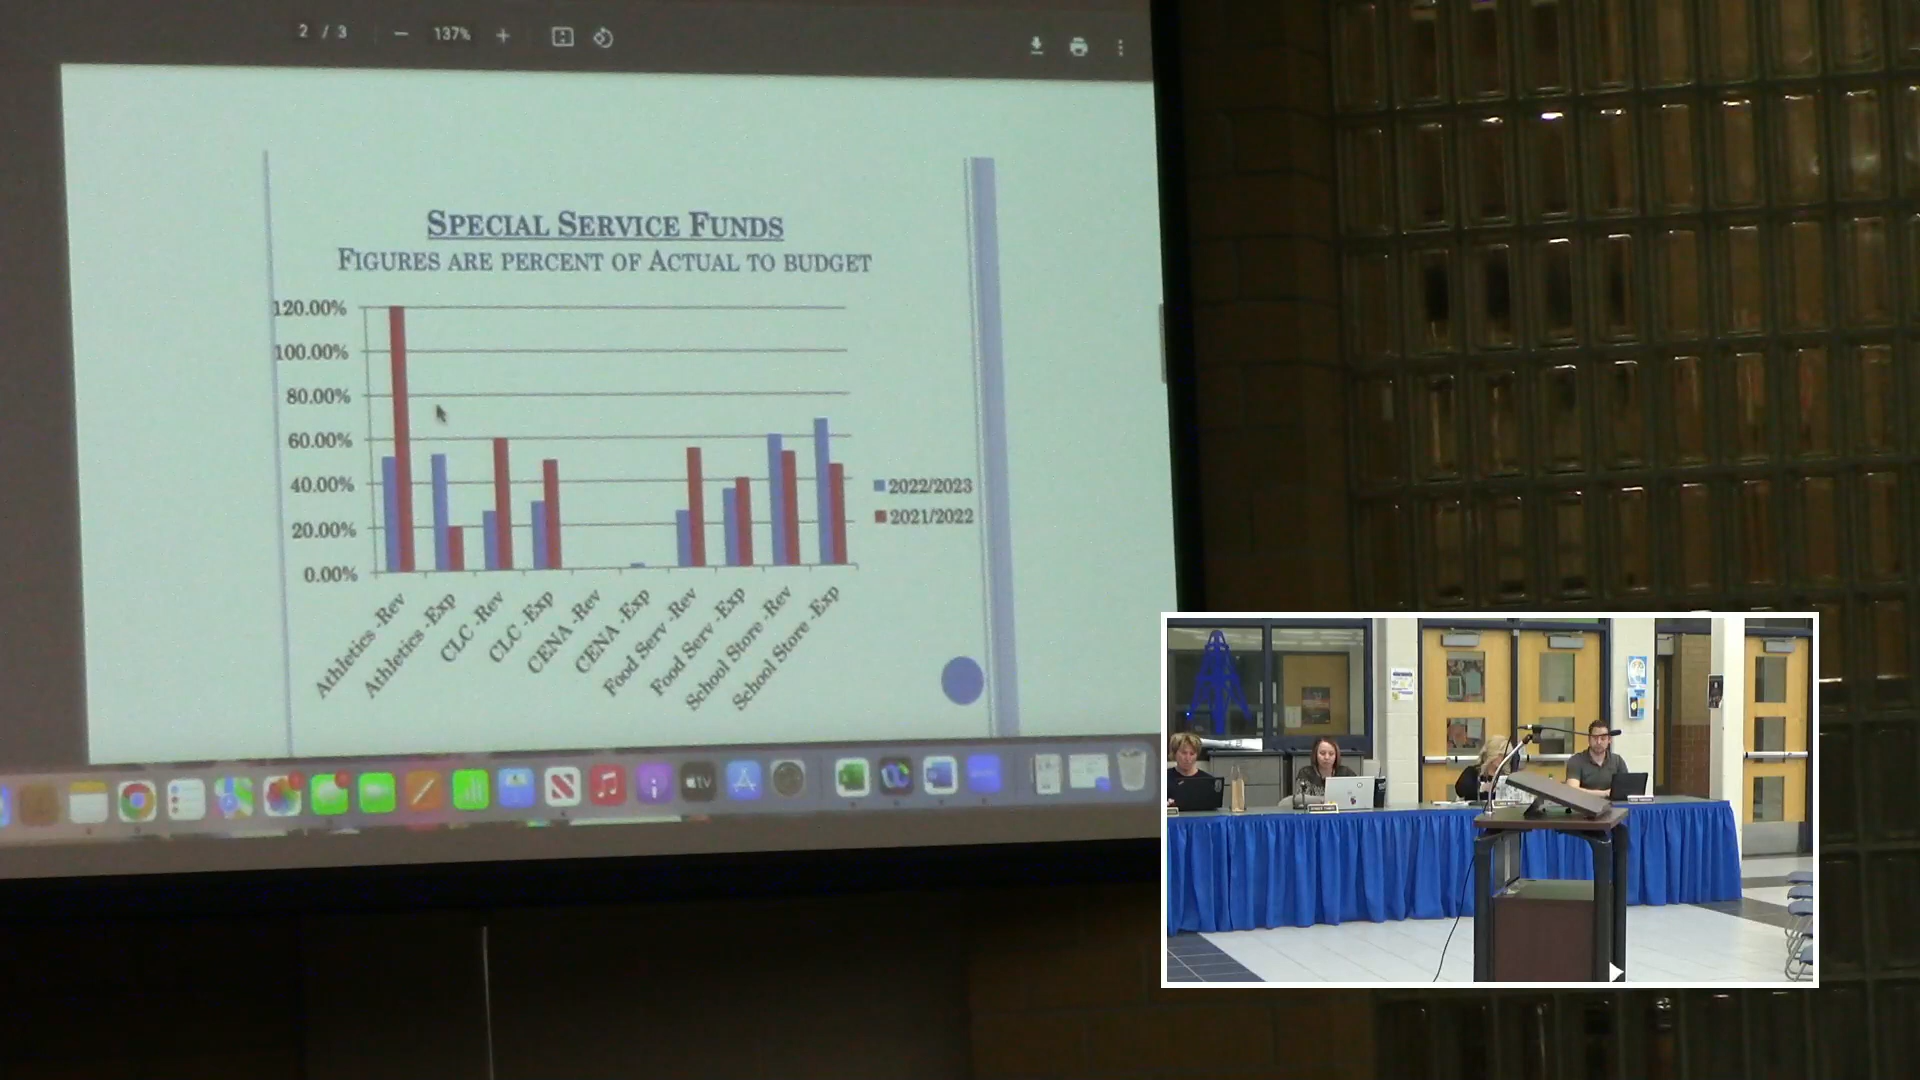 2 / 3
137%
SPECIAL SERVICE FUNDS
FIGURES ARE PERCENT OF ACTUAL TO BUDGET
120.00%
100.00%
80.00%
60.00%
40.00%
20.00%
0.00%
Athletics -Rev
Athletics -Exp
CLC -Rev
CLC -Exp
CENA -Rev
CENA -Exp
Food Serv -Rev
Food Serv -Exp
School Store -Rev
School Store -Exp
2022/2023
2021/2022
tv